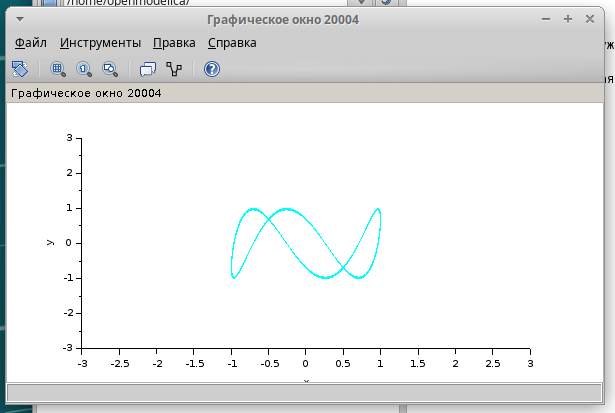 /home/openmodelica/
Графическое окно 20004
Файл Инструменты Правка Справка
уж
ая
Графическое окно 20004
3
2
1
0
-1
-2
-3
y
-3 -2.5 -2 -1.5 -1 -0.5 0 0.5 1 1.5 2 2.5 3